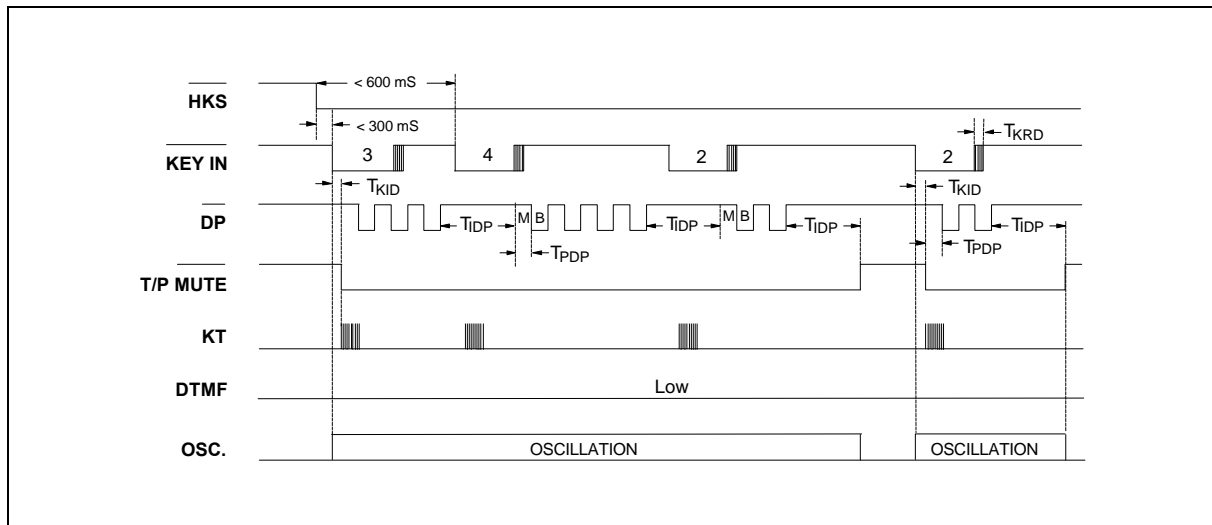 < 600 mS
HKS
< 300 mS
TKRD
KEY IN
3
4
2
2
TKID
TKID
DP
M B
M B
TIDP
TIDP
TIDP
TIDP
TPDP
TPDP
T/P MUTE
KT
DTMF
Low
OSC.
OSCILLATION
OSCILLATION